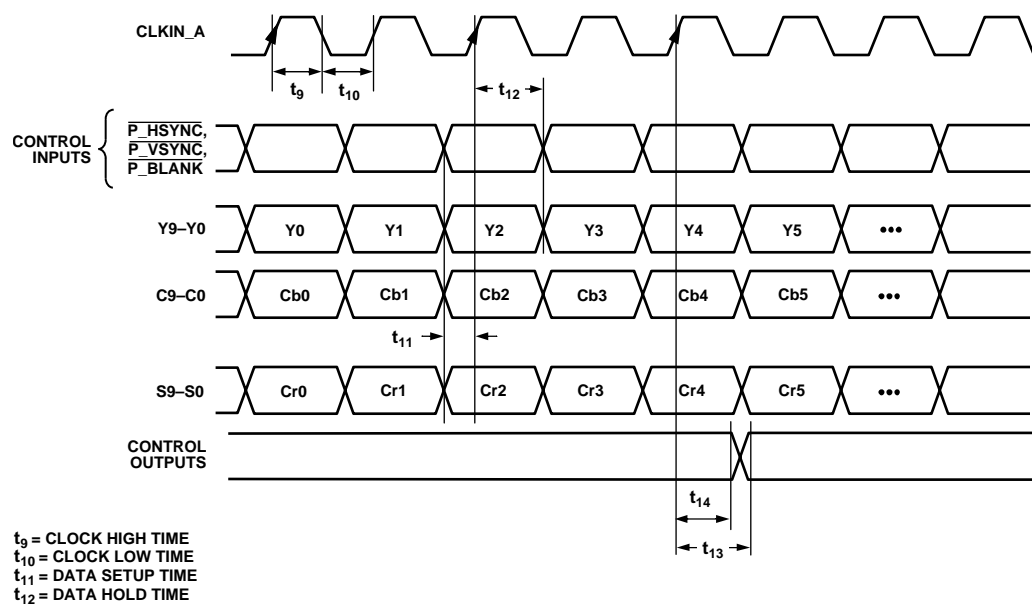 CLKIN_A
t9 t10 t12
CONTROL INPUTS
P_HSYNC,
P_VSYNC,
P_BLANK
Y9–Y0 Y0 Y1 Y2 Y3 Y4 Y5 •••
C9–C0 Cb0 Cb1 Cb2 Cb3 Cb4 Cb5 •••
t11
S9–S0 Cr0 Cr1 Cr2 Cr3 Cr4 Cr5 •••
CONTROL
OUTPUTS
t14
t13
t9 = CLOCK HIGH TIME
t10 = CLOCK LOW TIME
t11 = DATA SETUP TIME
t12 = DATA HOLD TIME